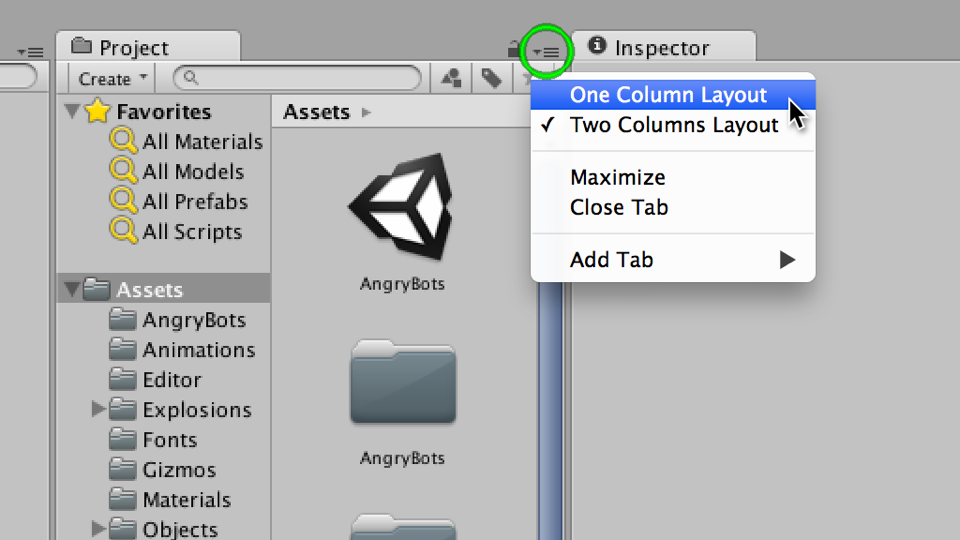 Project
Inspector
Create
One Column Layout
✓ Two Columns Layout
Maximize
Close Tab
Add Tab
Favorites
All Materials
All Models
All Prefabs
All Scripts
Assets
AngryBots
Animations
Editor
Explosions
Fonts
Gizmos
Materials
Objects
Assets
AngryBots
AngryBots